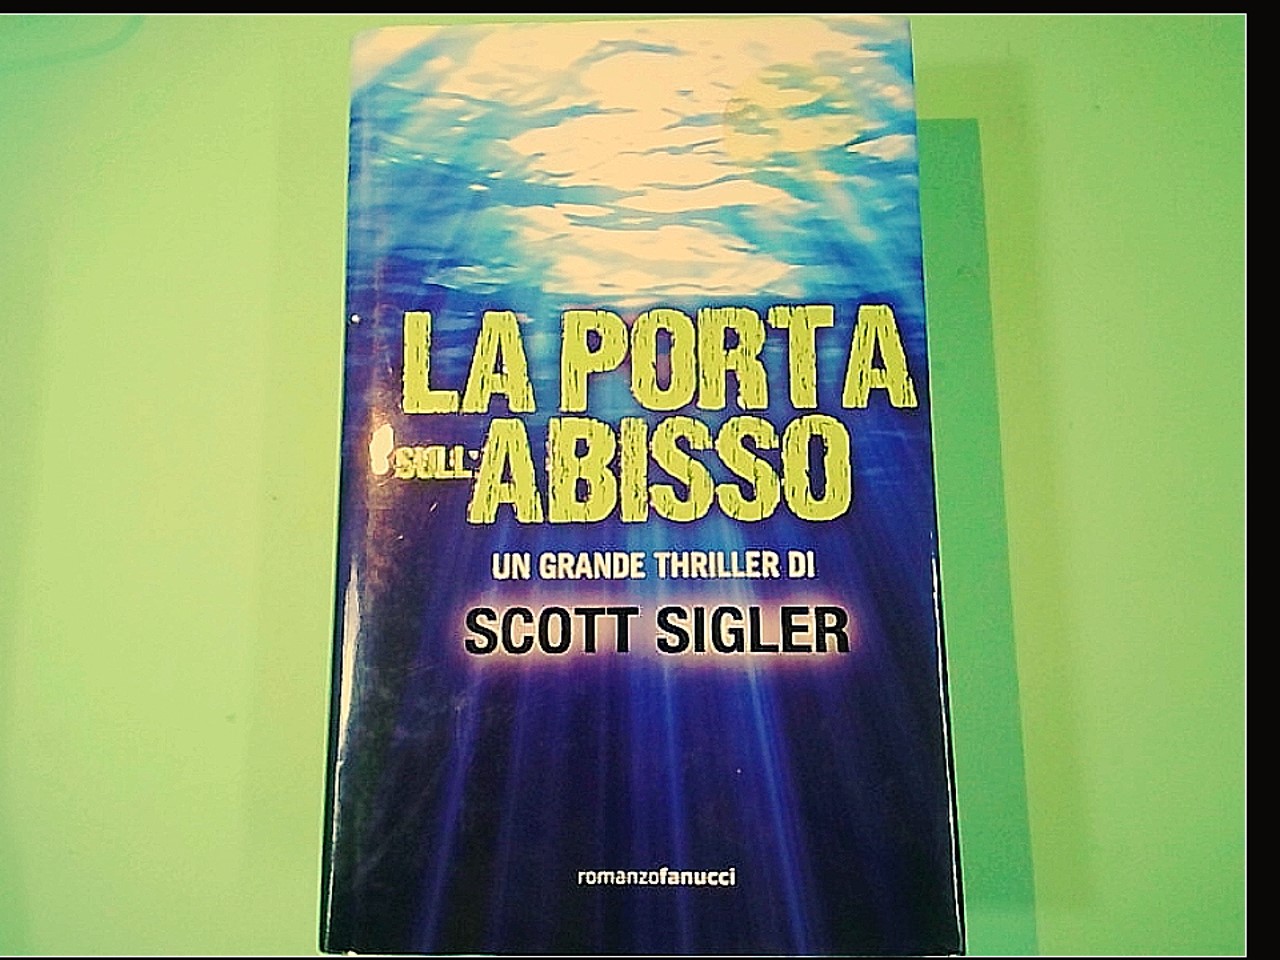 LA PORTA
SULL'ABISSO
UN GRANDE THRILLER DI
SCOTT SIGLER
romanzofanucci